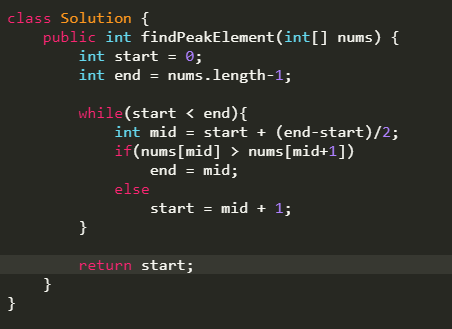 class Solution {
    public int findPeakElement(int[] nums) {
        int start = 0;
        int end = nums.length-1;
        while(start < end){
            int mid = start + (end-start)/2;
            if(nums[mid] > nums[mid+1])
                end = mid;
            else
                start = mid + 1;
        }
        return start;
    }
}